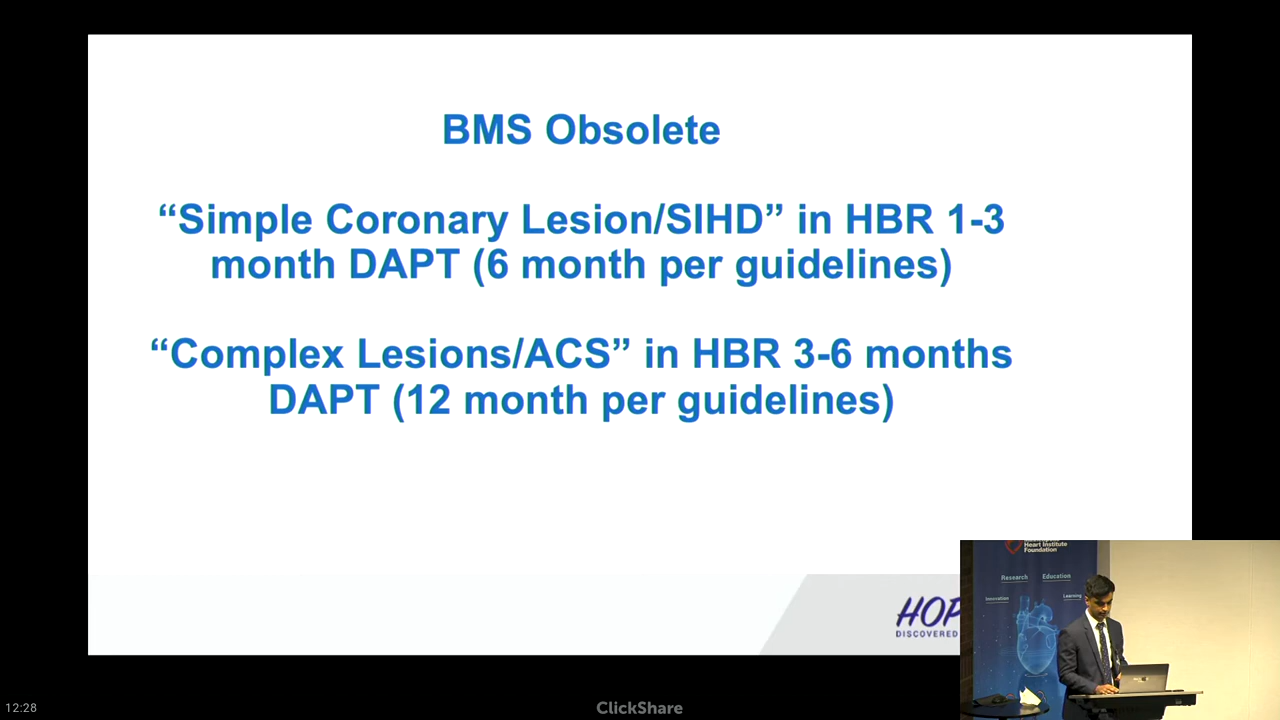 BMS Obsolete
“Simple Coronary Lesion/SIHD” in HBR 1-3
month DAPT (6 month per guidelines)
“Complex Lesions/ACS” in HBR 3-6 months
DAPT (12 month per guidelines)
HOP
DISCOVERED
Heart Institute
Foundation
Research Education
Innovation Learning
12:28
ClickShare